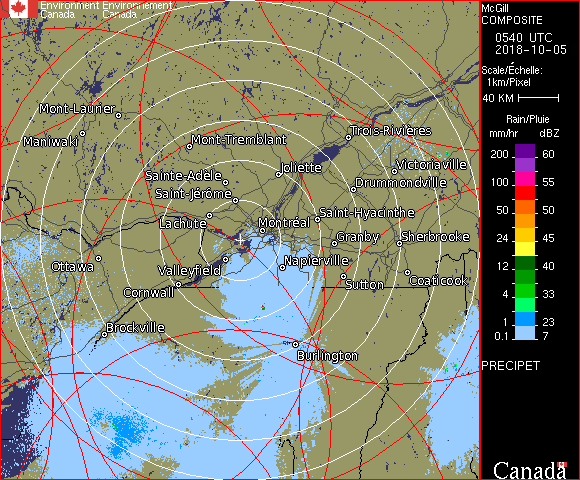 Environment Environnement
Canada Canada
McGill
COMPOSITE
0540 UTC
2018-10-05
Scale/Échelle:
1km/Pixel
40 KM
Rain/Pluie
mm/hr dBZ
200 60
100 55
50 50
24 45
12 40
4 33
1 23
0.1 7
PRECIPET
Canada
Mont-Laurier
Maniwaki
Mont-Tremblant
Trois-Rivières
Joliette
Victoriaville
Sainte-Adèle
Drummondville
Saint-Jérôme
Lachute
Saint-Hyacinthe
Montréal
Granby
Sherbrooke
Ottawa
Valleyfield
Napierville
Cornwall
Sutton
Coaticook
Brockville
Burlington